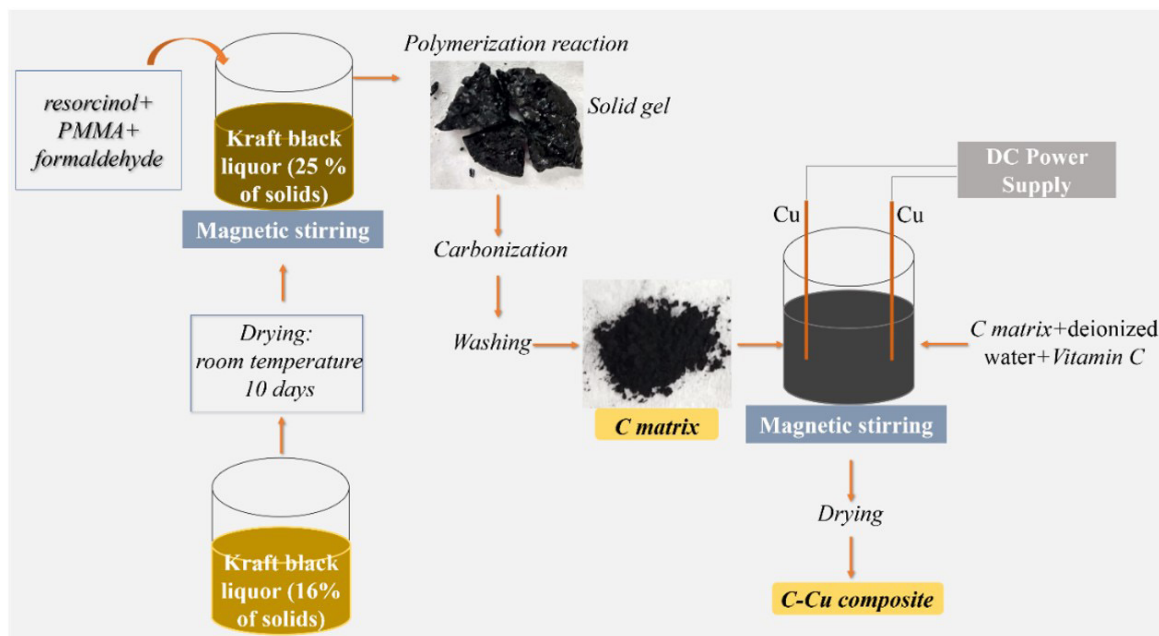 resorcinol+
PMMA+
formaldehyde
Kraft black
liquor (25 %
of solids)
Magnetic stirring
Drying:
room temperature
10 days
Kraft black
liquor (16%
of solids)
Polymerization reaction
Solid gel
Carbonization
Washing
C matrix
DC Power
Supply
Cu
Cu
C matrix+deionized
water+Vitamin C
Magnetic stirring
Drying
C-Cu composite